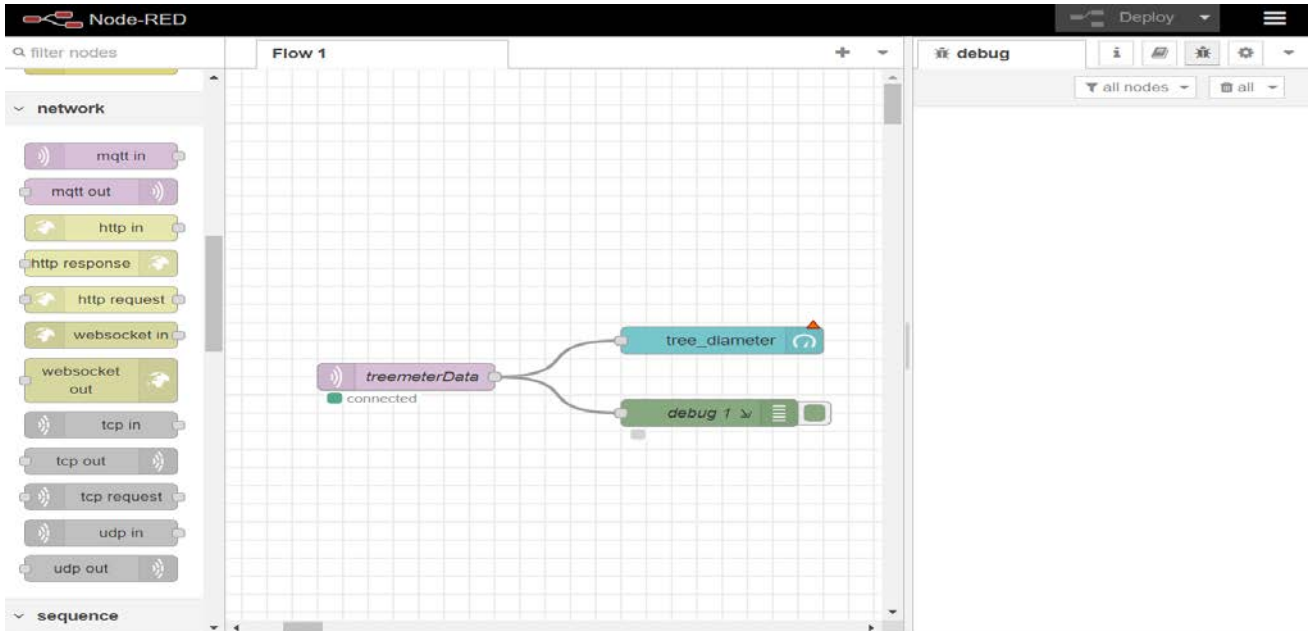 Node-RED
Deploy
filter nodes
Flow 1
debug
i
all nodes
all
network
mqtt in
mqtt out
http in
http response
http request
websocket in
websocket
out
tcp in
tcp out
tcp request
udp in
udp out
sequence
treemeterData
connected
tree_diameter
debug 1